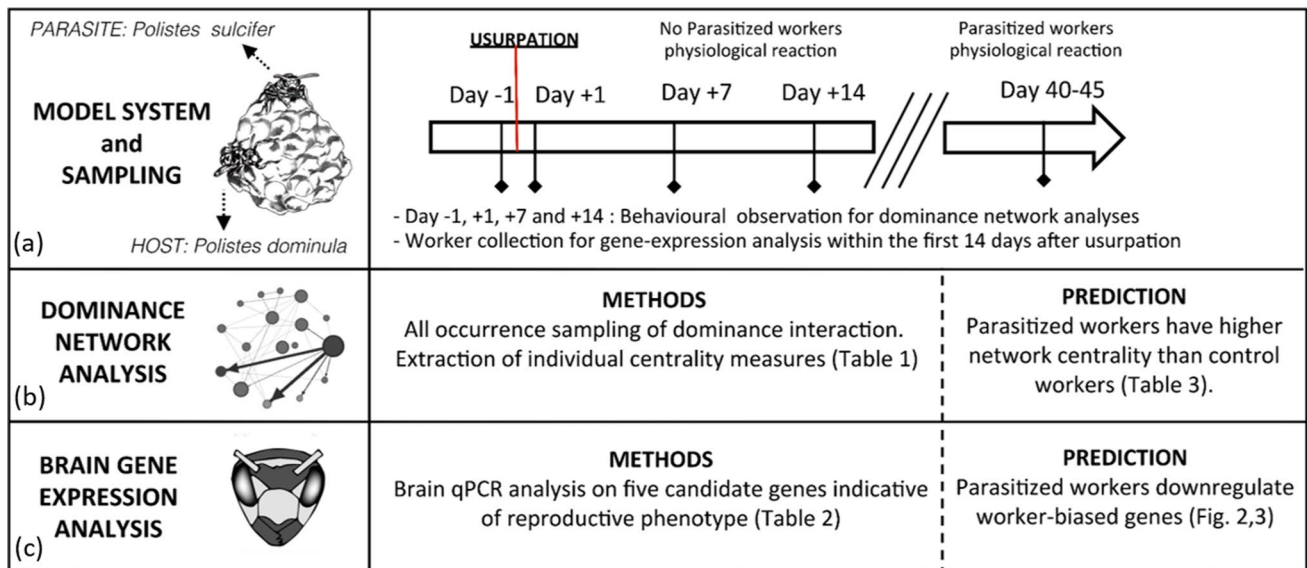 PARASITE: Polistes sulcifer
MODEL SYSTEM
and
SAMPLING
(a)
HOST: Polistes dominula
USURPATION
No Parasitized workers
physiological reaction
Parasitized workers
physiological reaction
Day -1
Day +1
Day +7
Day +14
Day 40-45
- Day -1, +1, +7 and +14 : Behavioural observation for dominance network analyses
- Worker collection for gene-expression analysis within the first 14 days after usurpation
DOMINANCE
NETWORK
ANALYSIS
(b)
METHODS
All occurrence sampling of dominance interaction.
Extraction of individual centrality measures (Table 1)
PREDICTION
Parasitized workers have higher
network centrality than control
workers (Table 3).
BRAIN GENE
EXPRESSION
ANALYSIS
(c)
METHODS
Brain qPCR analysis on five candidate genes indicative
of reproductive phenotype (Table 2)
PREDICTION
Parasitized workers downregulate
worker-biased genes (Fig. 2,3)